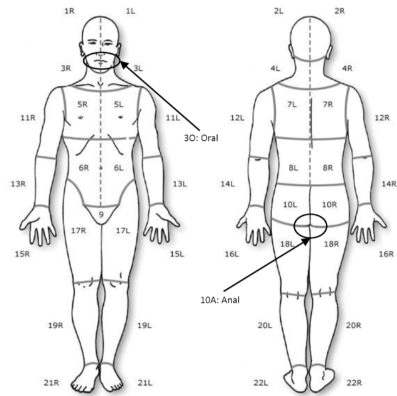 1R 1L 2L 2R
3R 3L 4L 4R
5R 5L 7L 7R
11R 11L 12L 12R
3O: Oral
6R 6L 8L 8R
13R 13L 14L 14R
9 10L 10R
17R 17L 18L 18R
15R 15L 16L 16R
10A: Anal
19R 19L 20L 20R
21R 21L 22L 22R